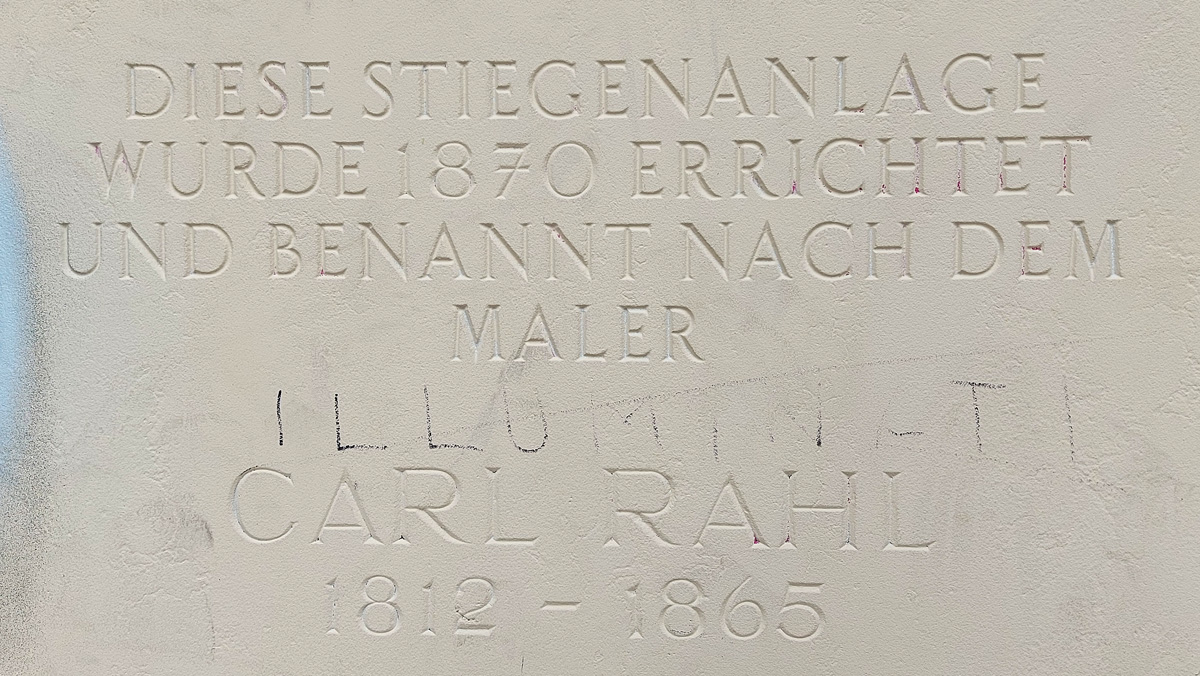 DIESE STIEGENANLAGE
WURDE 1870 ERRICHTET
UND BENANNT NACH DEM
MALER
ILLUMINATI
CARL RAHL
1812 – 1865